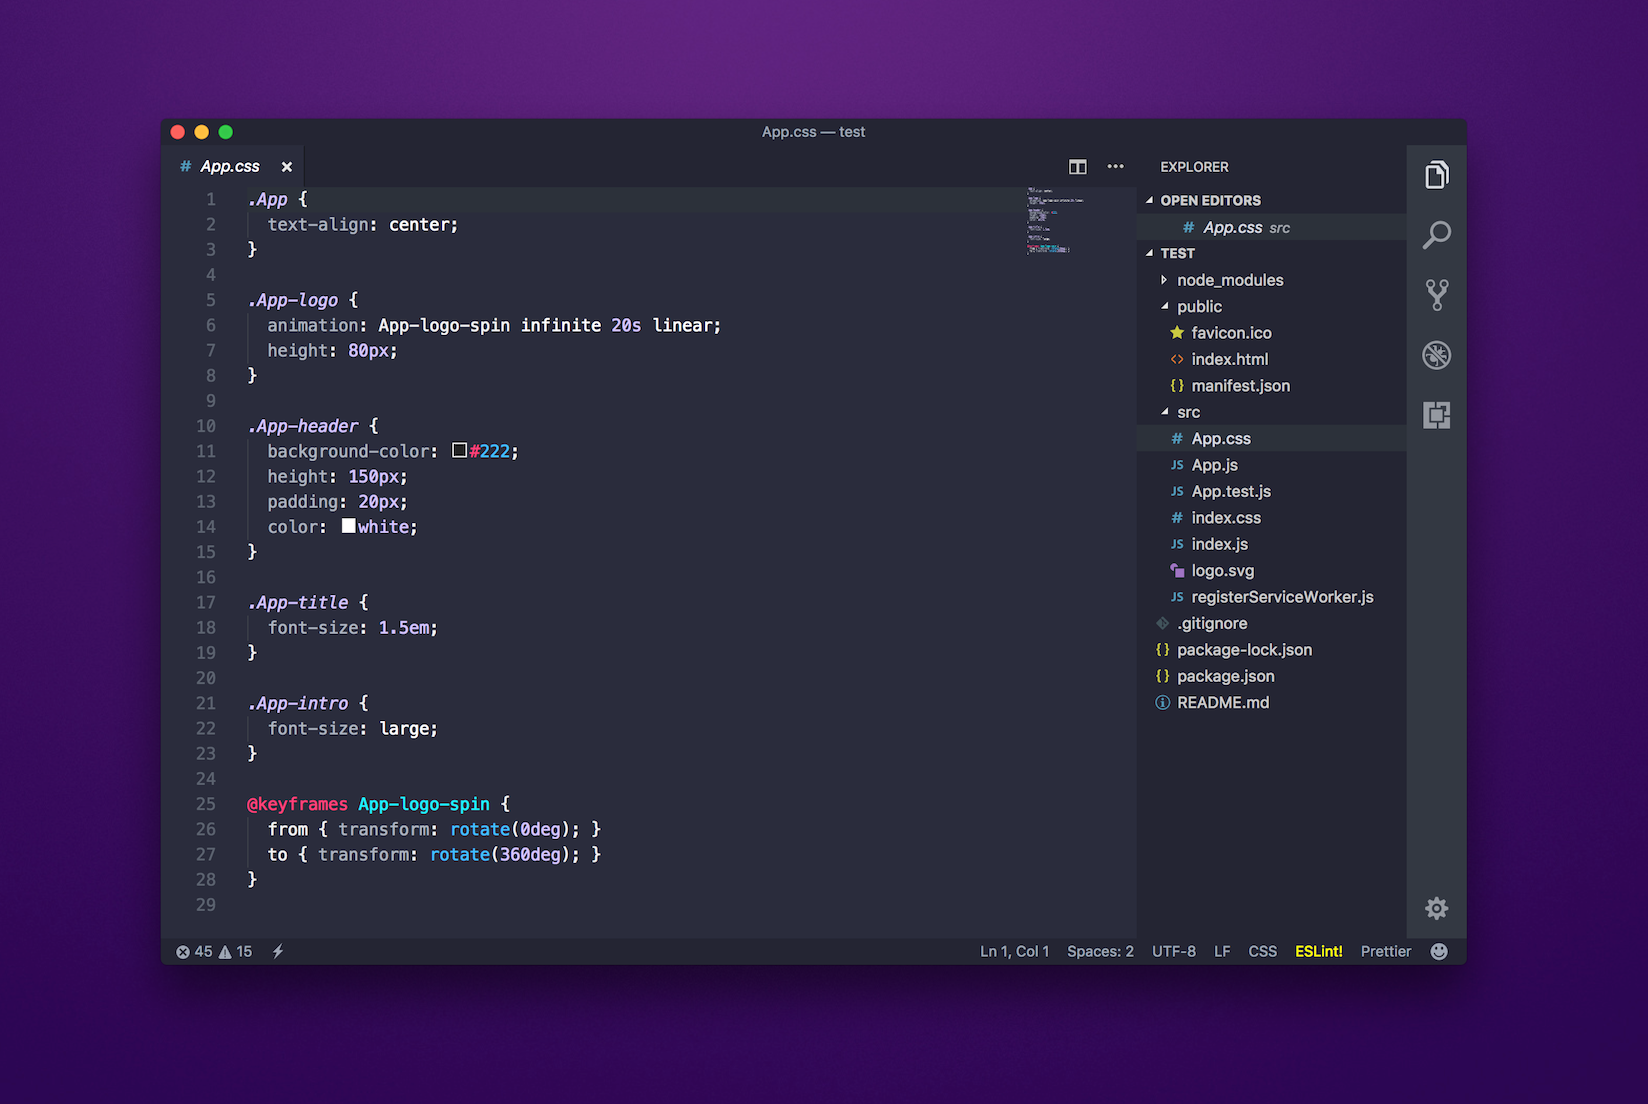 App.css — test
# App.css ×
1 .App {
2 text-align: center;
3 }
4
5 .App-logo {
6 animation: App-logo-spin infinite 20s linear;
7 height: 80px;
8 }
9
10 .App-header {
11 background-color: #222;
12 height: 150px;
13 padding: 20px;
14 color: white;
15 }
16
17 .App-title {
18 font-size: 1.5em;
19 }
20
21 .App-intro {
22 font-size: large;
23 }
24
25 @keyframes App-logo-spin {
26 from { transform: rotate(0deg); }
27 to { transform: rotate(360deg); }
28 }
29
EXPLORER
OPEN EDITORS
# App.css src
TEST
node_modules
public
favicon.ico
<> index.html
{} manifest.json
src
# App.css
JS App.js
JS App.test.js
# index.css
JS index.js
logo.svg
JS registerServiceWorker.js
.gitignore
{} package-lock.json
{} package.json
README.md
45 15
Ln 1, Col 1 Spaces: 2 UTF-8 LF CSS ESLint! Prettier